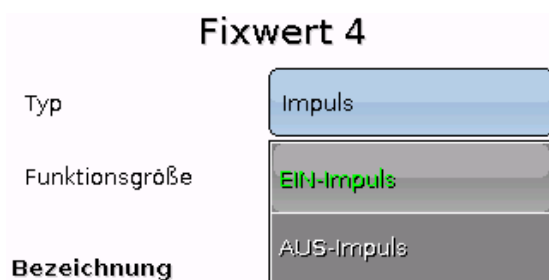 Fixwert 4
Typ
Impuls
Funktionsgröße
EIN-Impuls
AUS-Impuls
Bezeichnung